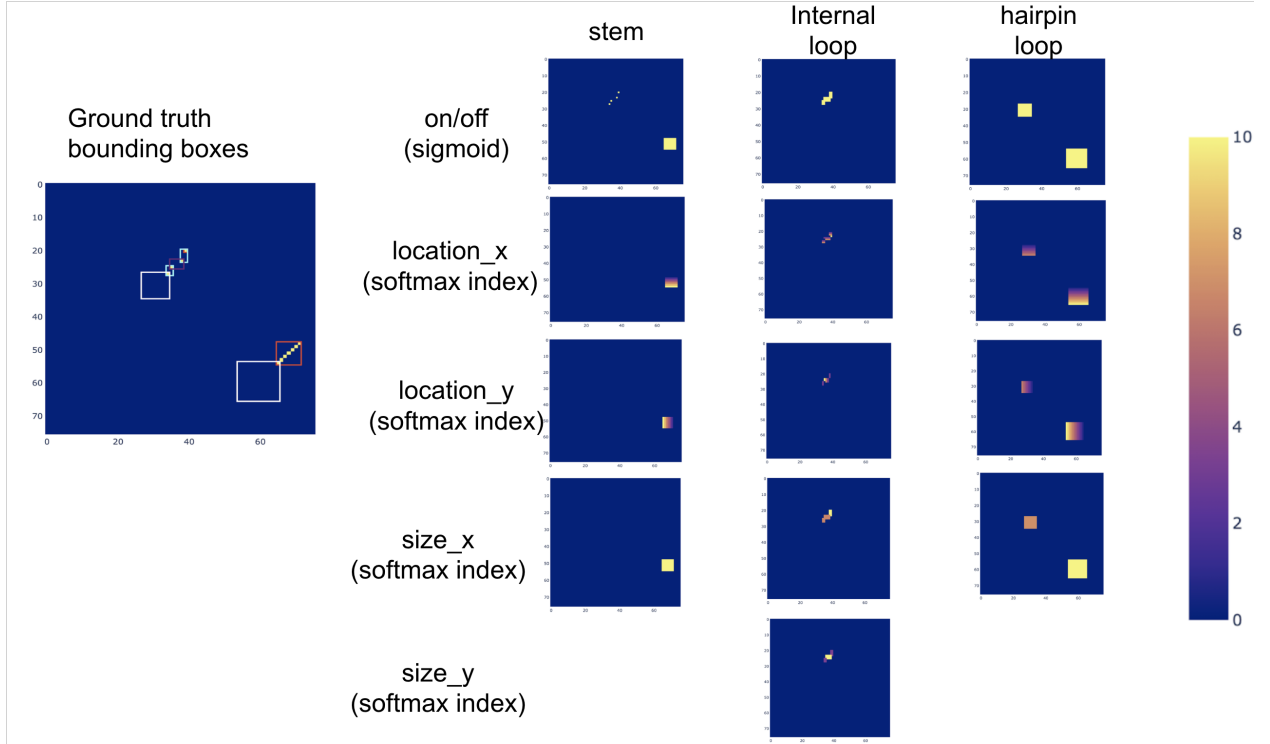 stem
Internal
loop
hairpin
loop
Ground truth
bounding boxes
on/off
(sigmoid)
location_x
(softmax index)
location_y
(softmax index)
size_x
(softmax index)
size_y
(softmax index)
0
10
20
30
40
50
60
70
0
20
40
60
10
8
6
4
2
0